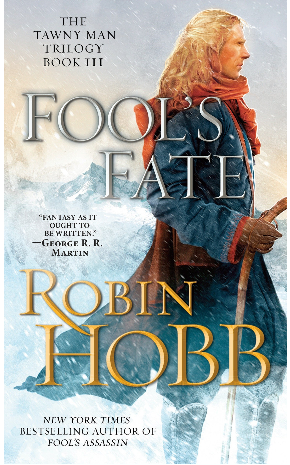 THE
TAWNY MAN
TRILOGY
BOOK III
FOOL'S
FATE
"FANTASY AS IT
OUGHT TO
BE WRITTEN."
—GEORGE R. R.
MARTIN
ROBIN
HOBB
NEW YORK TIMES
BESTSELLING AUTHOR OF
FOOL'S ASSASSIN